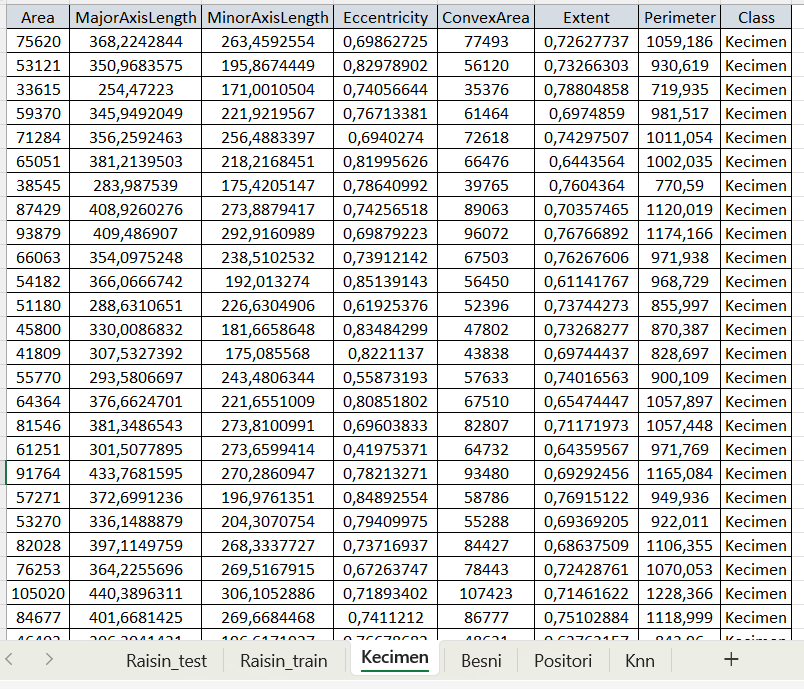 Area MajorAxisLength MinorAxisLength Eccentricity ConvexArea Extent Perimeter Class
75620 368,2242844 263,4592554 0,69862725 77493 0,72627737 1059,186 Kecimen
53121 350,9683575 195,8674449 0,82978902 56120 0,73266303 930,619 Kecimen
33615 254,47223 171,0010504 0,74056644 35376 0,78804858 719,935 Kecimen
59370 345,9492049 221,9219567 0,76713381 61464 0,6974859 981,517 Kecimen
71284 356,2592463 256,4883397 0,6940274 72618 0,74297507 1011,054 Kecimen
65051 381,2139503 218,2168451 0,81995626 66476 0,6443564 1002,035 Kecimen
38545 283,987539 175,4205147 0,78640992 39765 0,7604364 770,59 Kecimen
87429 408,9260276 273,8879417 0,74256518 89063 0,70357465 1120,019 Kecimen
93879 409,486907 292,9160989 0,69879223 96072 0,76766892 1174,166 Kecimen
66063 354,0975248 238,5102532 0,73912142 67503 0,76267606 971,938 Kecimen
54182 366,0666742 192,013274 0,85139143 56450 0,61141767 968,729 Kecimen
51180 288,6310651 226,6304906 0,61925376 52396 0,73744273 855,997 Kecimen
45800 330,0086832 181,6658648 0,83484299 47802 0,73268277 870,387 Kecimen
41809 307,5327392 175,085568 0,8221137 43838 0,69744437 828,697 Kecimen
55770 293,5806697 243,4806344 0,55873193 57633 0,74016563 900,109 Kecimen
64364 376,6624701 221,6551009 0,80851802 67510 0,65474447 1057,897 Kecimen
81546 381,3486543 273,8100991 0,69603833 82807 0,71171973 1057,448 Kecimen
61251 301,5077895 273,6599414 0,41975371 64732 0,64359567 971,769 Kecimen
91764 433,7681595 270,2860947 0,78213271 93480 0,69292456 1165,084 Kecimen
57271 372,6991236 196,9761351 0,84892554 58786 0,76915122 949,936 Kecimen
53270 336,1488879 204,3070754 0,79409975 55288 0,69369205 922,011 Kecimen
82028 397,1149759 268,3337727 0,73716937 84427 0,68637509 1106,355 Kecimen
76253 364,2255696 269,5167915 0,67263747 78443 0,72428761 1070,053 Kecimen
105020 440,3896311 306,1052886 0,71893402 107423 0,71461622 1228,366 Kecimen
84677 401,6681425 269,6684468 0,7411212 86777 0,75102884 1118,999 Kecimen
Raisin_test Raisin_train Kecimen Besni Positori Knn